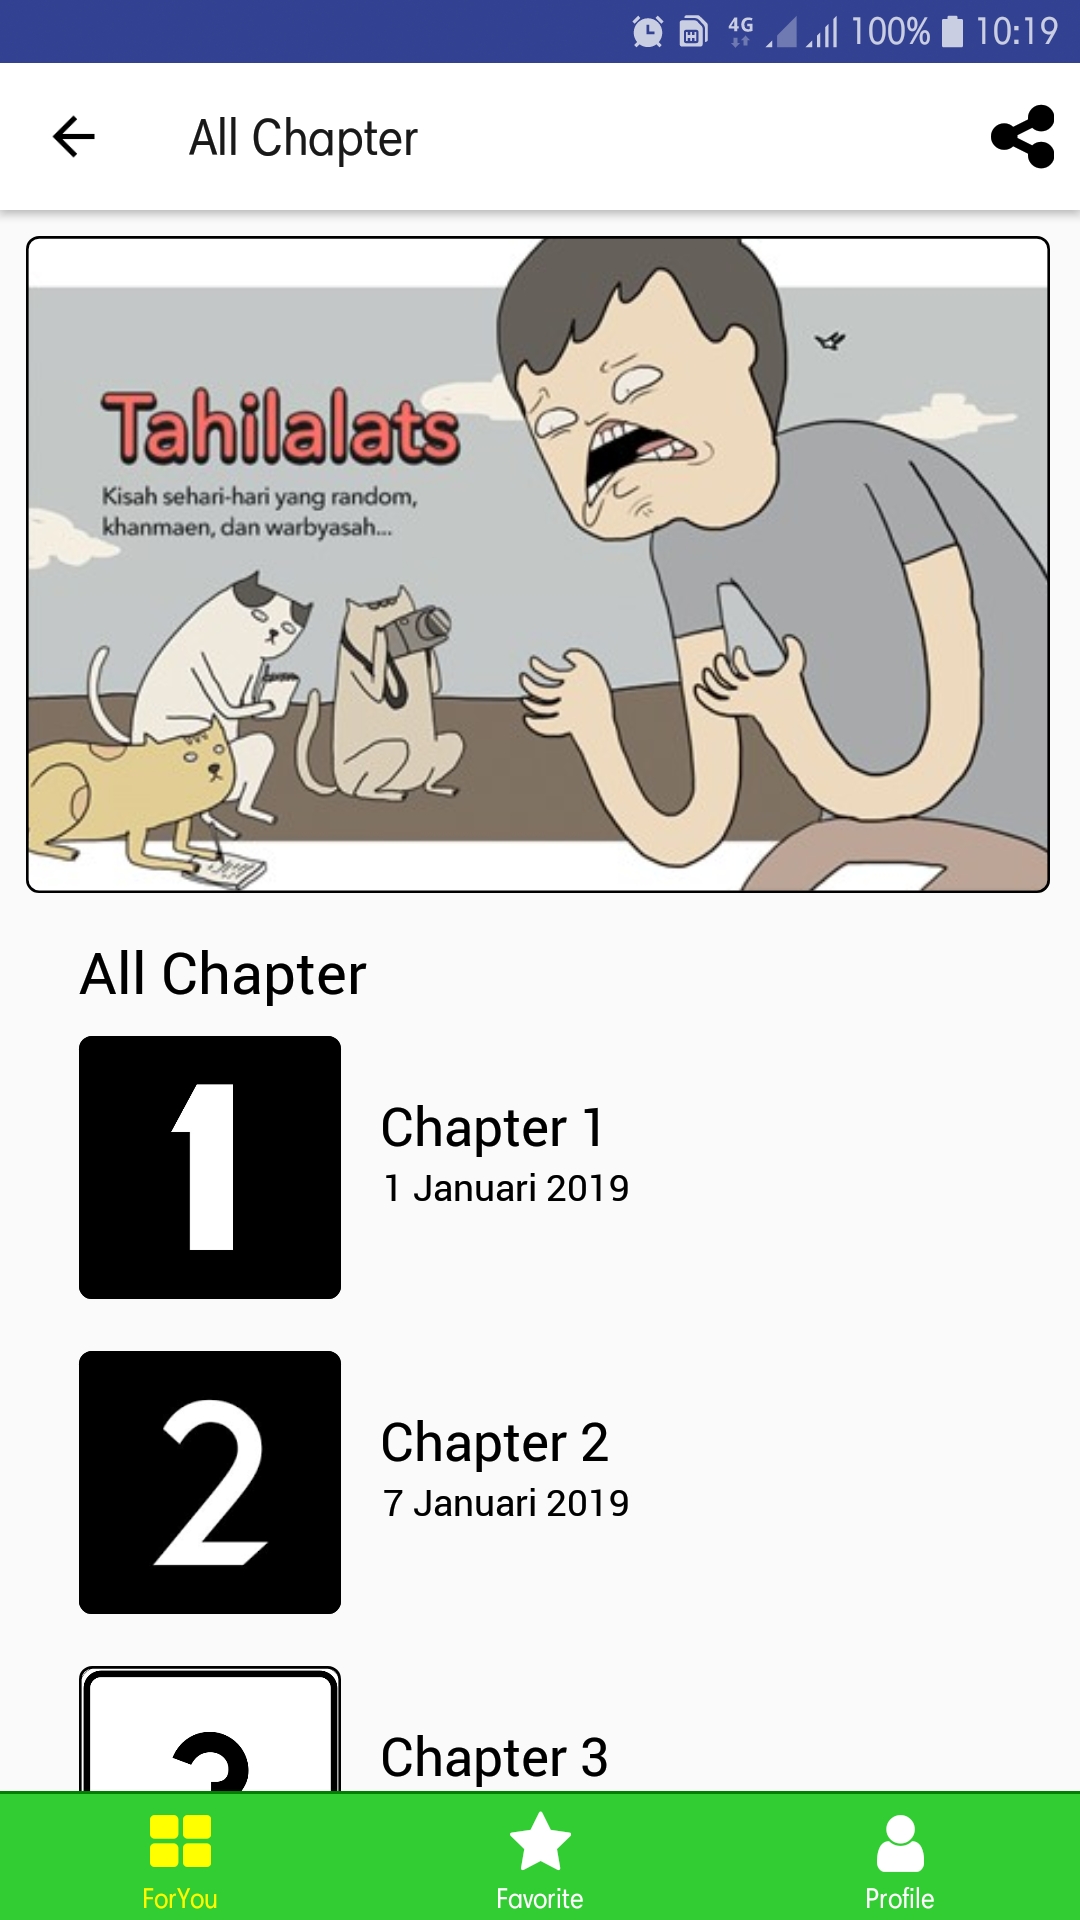 4G 100% 10:19
All Chapter
Tahilalats
Kisah sehari-hari yang random,
khanmaen, dan warbyasah...
All Chapter
1
Chapter 1
1 Januari 2019
2
Chapter 2
7 Januari 2019
3
Chapter 3
ForYou Favorite Profile